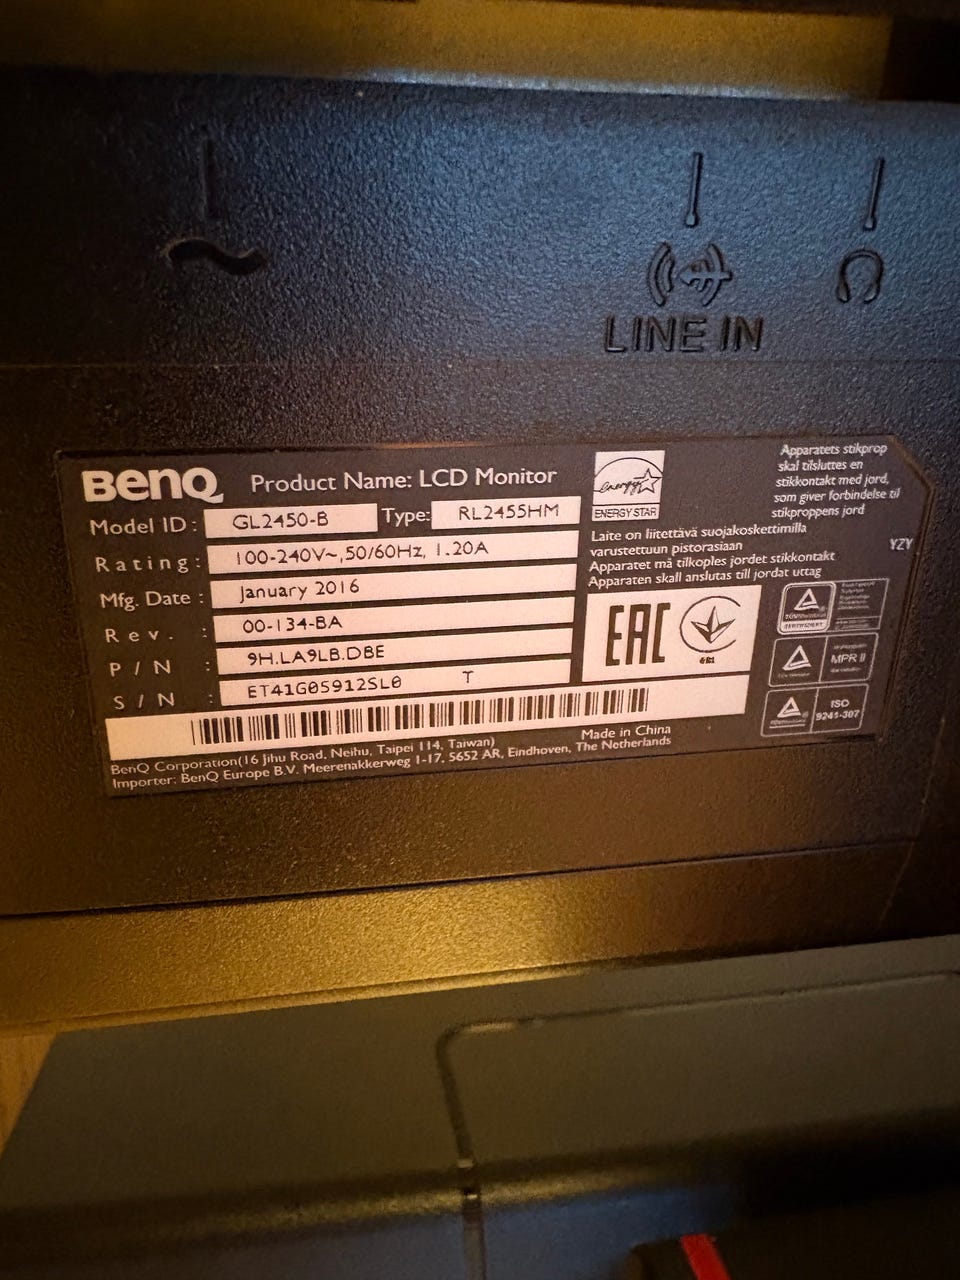 LINE IN
BenQ Product Name: LCD Monitor
Model ID: GL2450-B Type: RL2455HM
Rating: 100-240V~,50/60Hz, 1.20A
Mfg. Date: January 2016
Rev. : 00-134-BA
P/N : 9H.LA9LB.DBE
S/N : ET41G05912SL0 T
BenQ Corporation(16 Jihu Road, Neihu, Taipei 114, Taiwan) Made in China
Importer: BenQ Europe B.V. Meerenakkerweg 1-17, 5652 AR, Eindhoven, The Netherlands
energy
ENERGY STAR
Apparatets stikprop
skal tilsluttes en
stikkontakt med jord,
som giver forbindelse til
stikproppens jord
Laite on liitettävä suojakoskettimilla
varustettuun pistorasiaan
Apparatet må tilkoples jordet stikkontakt
Apparaten skall anslutas till jordat uttag
YZY
EAC
MPR II
ISO
9241-307